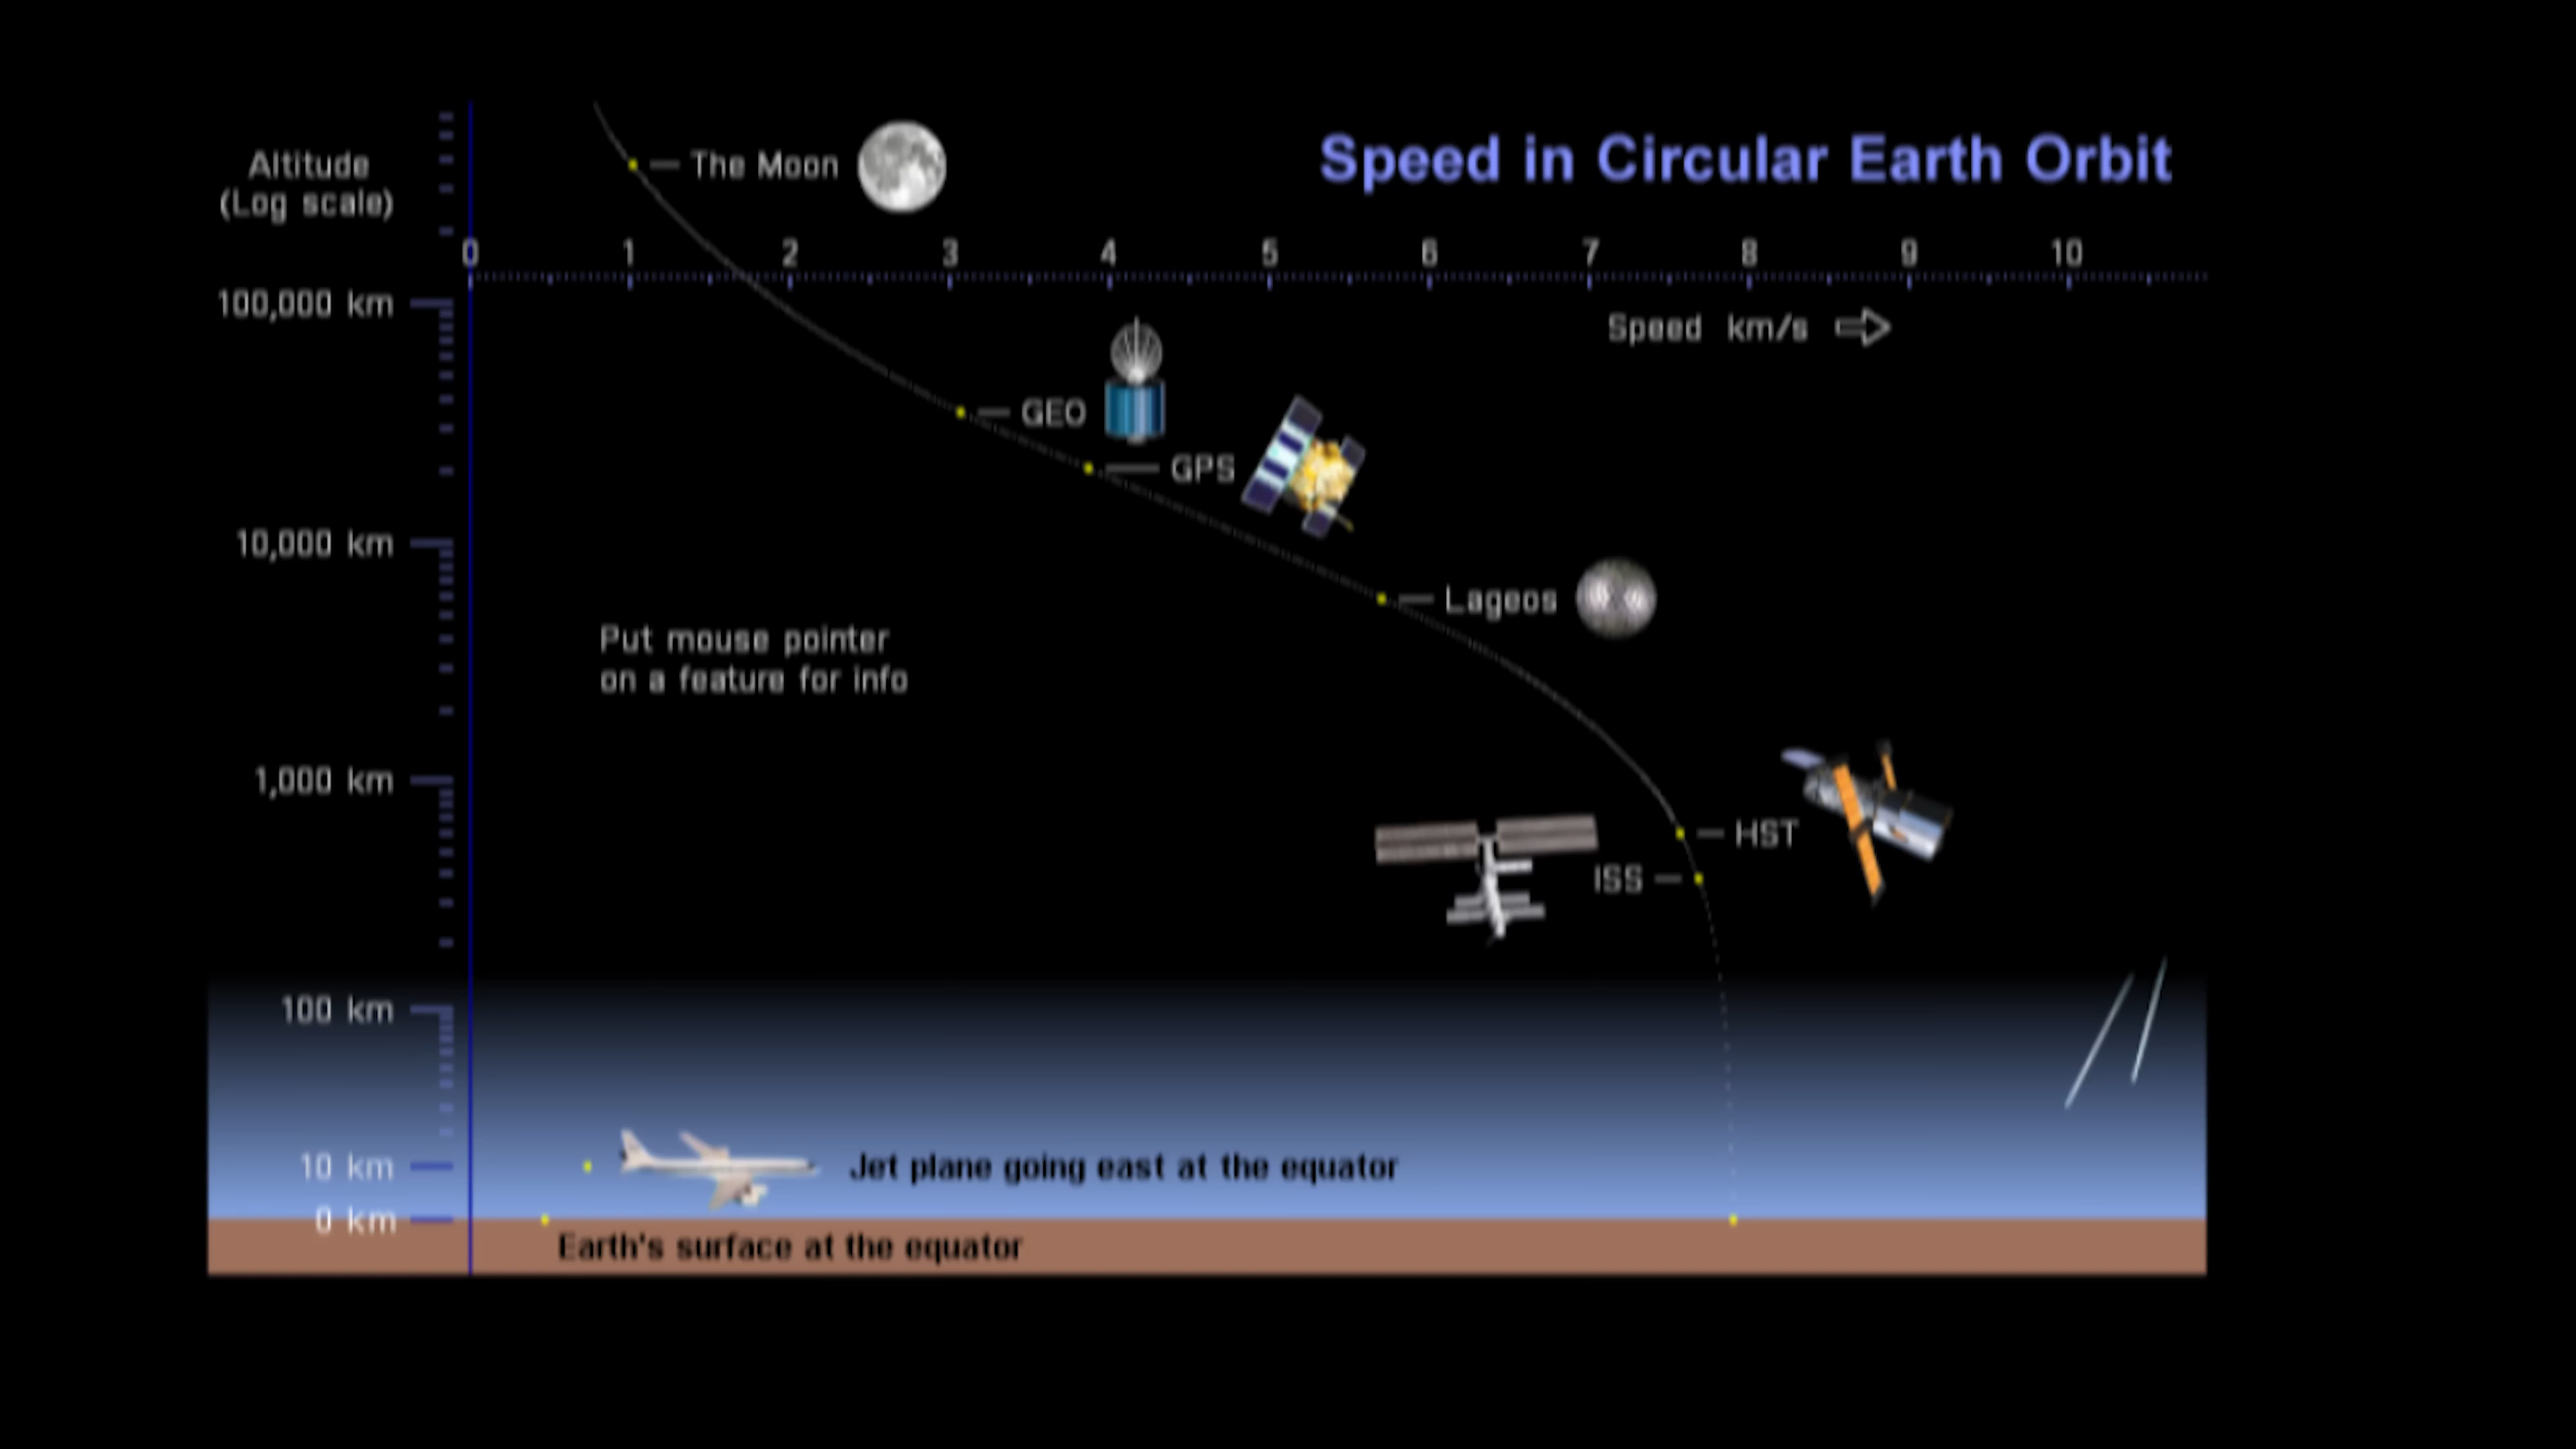 Speed in Circular Earth Orbit
Altitude
(Log scale)
The Moon
0 1 2 3 4 5 6 7 8 9 10
100,000 km
Speed km/s
GEO
GPS
10,000 km
Lageos
Put mouse pointer
on a feature for info
1,000 km
HST
ISS
100 km
10 km
Jet plane going east at the equator
0 km
Earth's surface at the equator